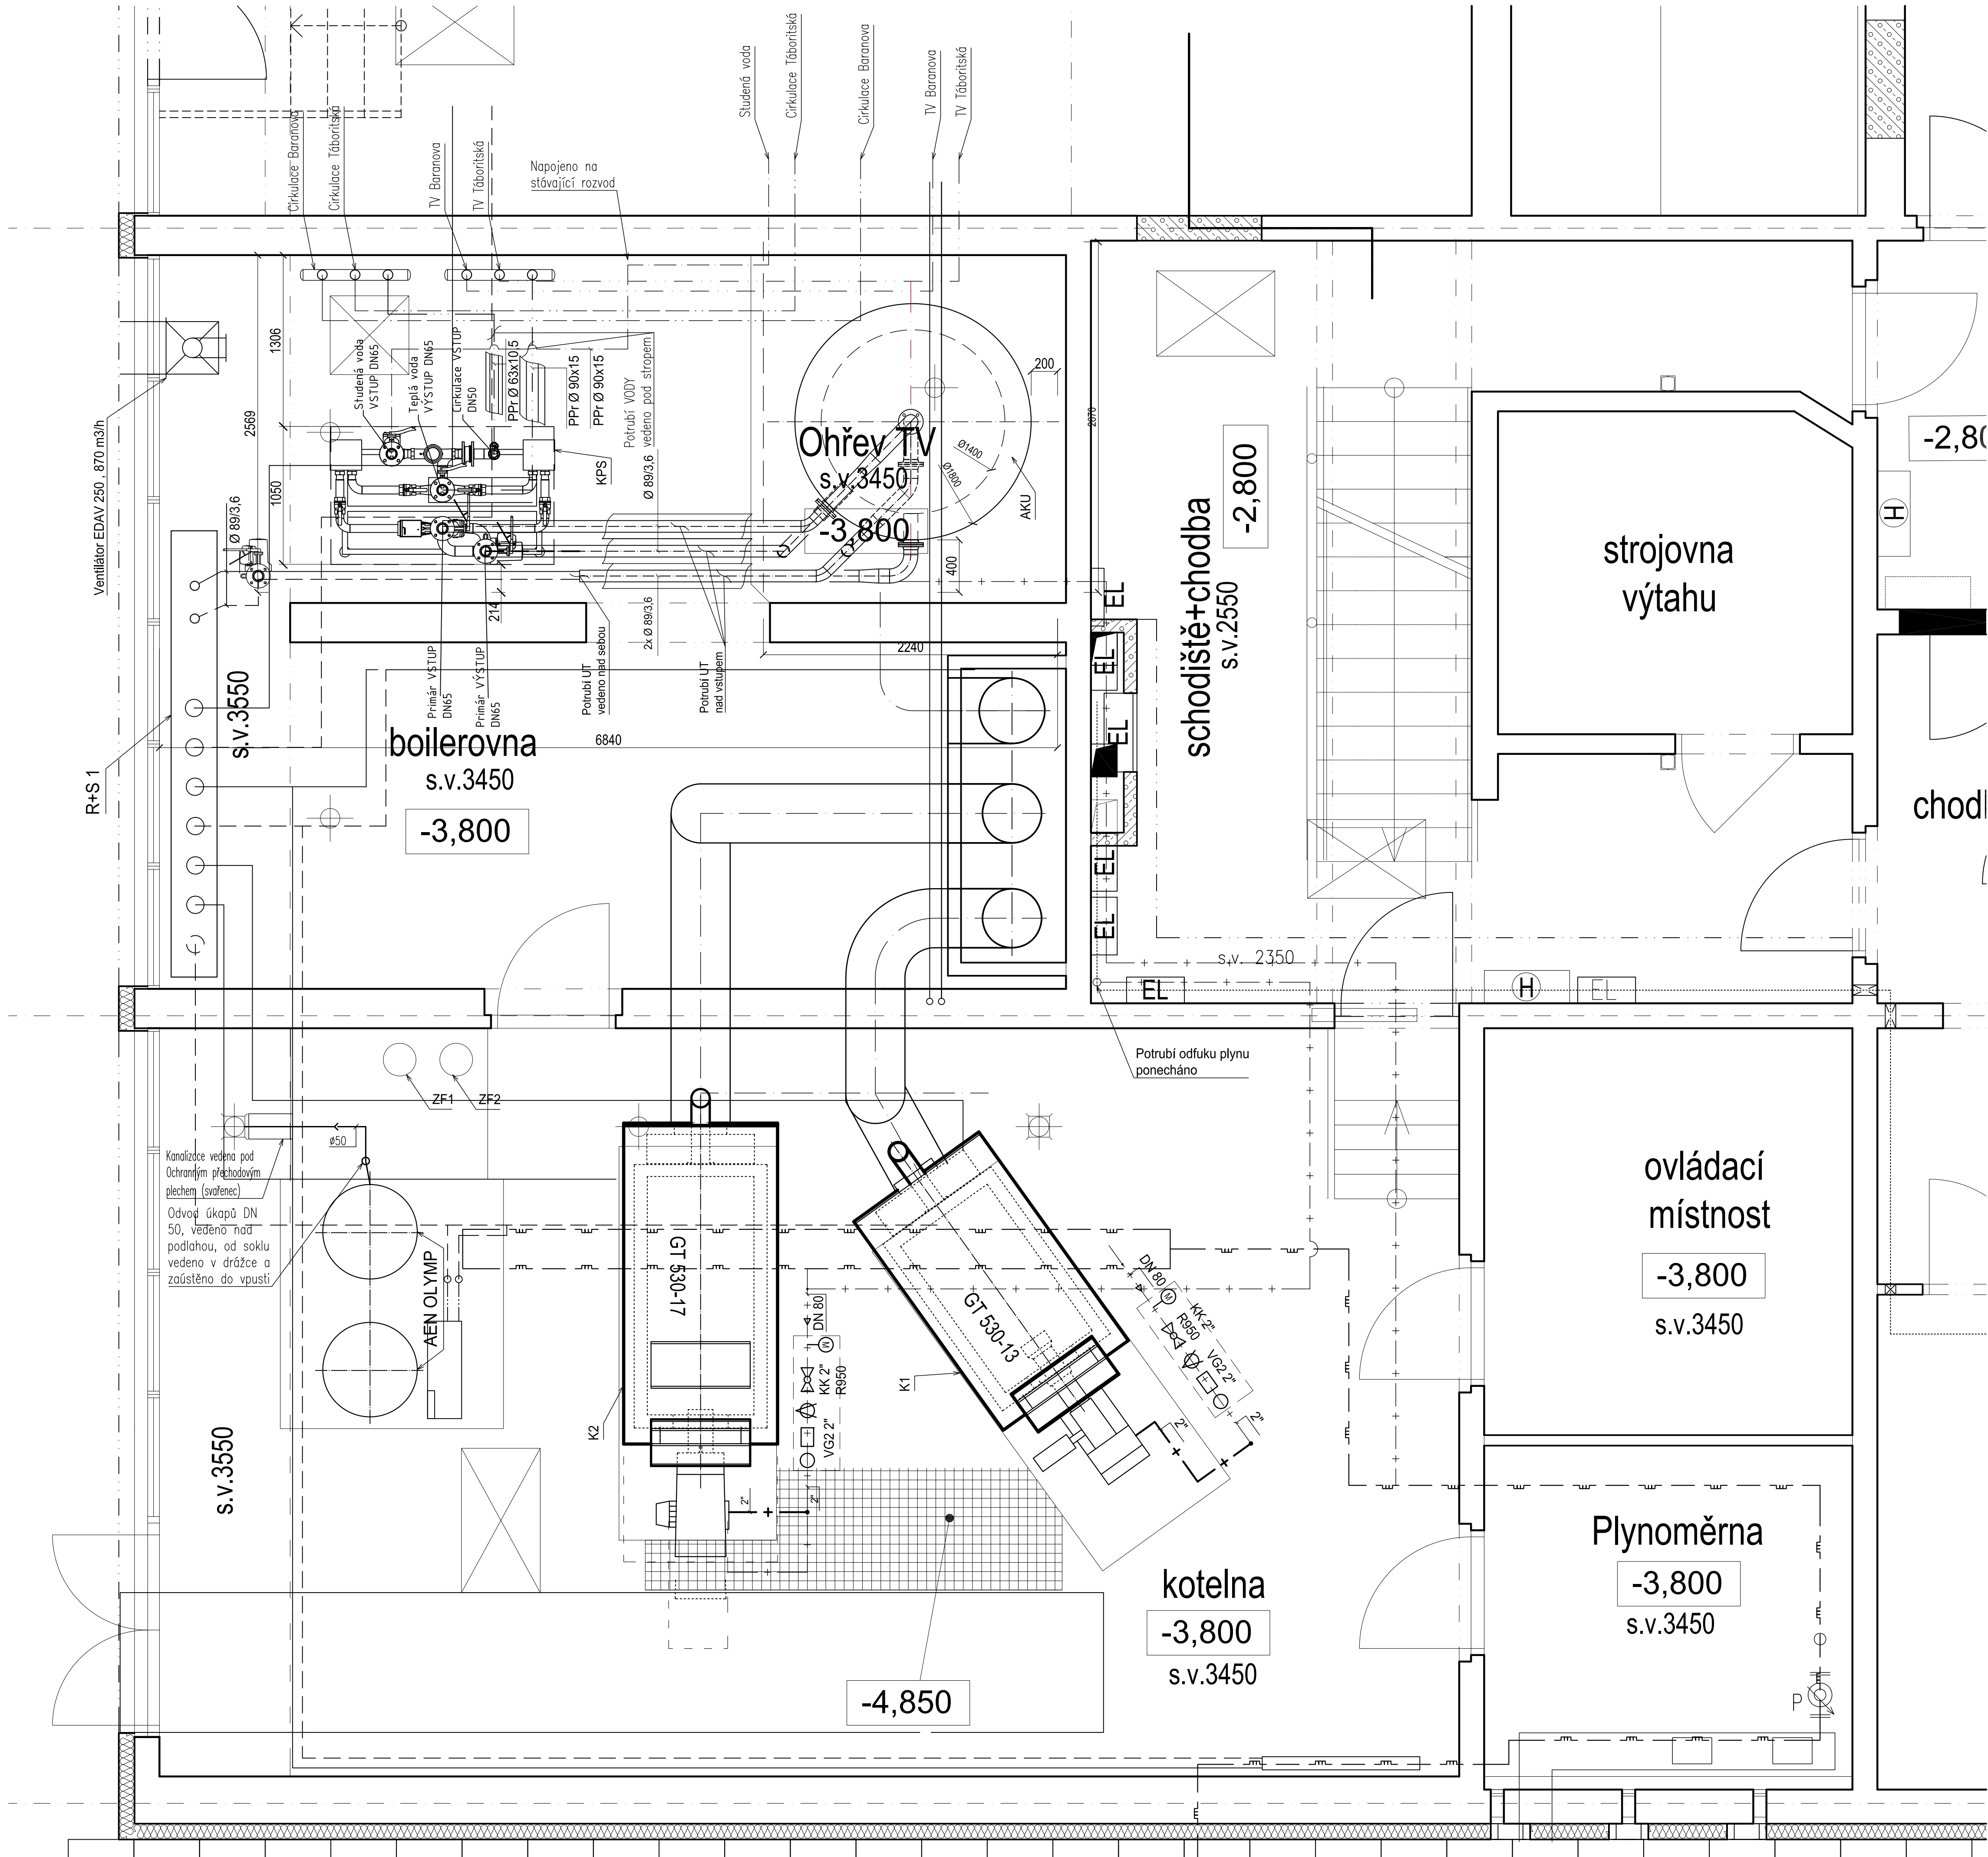 Cirkulace Baranova
Cirkulace Táboritská
TV Baranova
TV Táboritská
Napojeno na
stávající rozvod
Studená voda
Cirkulace Táboritská
Cirkulace Baranova
TV Baranova
TV Táboritská
Ventilátor EDAV 250 , 870 m3/h
2569
1306
1050
Ø 89/3,6
Studená voda
VSTUP DN65
Teplá voda
VÝSTUP DN65
Cirkulace VSTUP
DN50
PPr Ø 63x10,5
PPr Ø 90x15
PPr Ø 90x15
Potrubí VODY
vedeno pod stropem
KPS
Ø 89/3,6
Ohřev TV
s.v.3450
-3,800
Ø1400
Ø1800
AKU
200
400
2670
214
2x Ø 89/3,6
2240
Primár VSTUP
DN65
Primár VÝSTUP
DN65
Potrubí UT
vedeno nad sebou
Potrubí UT
nad vstupem
R+S 1
s.v.3550
boilerovna
s.v.3450
-3,800
6840
EL
EL
EL
EL
EL
EL
schodiště+chodba
s.v.2550
-2,800
strojovna
výtahu
-2,80
H
chodl
s.v. 2350
H
EL
Potrubí odfuku plynu
ponecháno
ZF1
ZF2
ø50
Kanalizace vedena pod
Ochranným přechodovým
plechem (svařenec)
Odvod úkapů DN
50, vedeno nad
podlahou, od soklu
vedeno v drážce a
zaústěno do vpusti
AEN OLYMP
GT 530-17
K2
DN 80
M
KK 2"
R950
VG2 2"
2"
2"
GT 530-13
K1
DN 80
M
KK 2"
R950
VG2 2"
2"
2"
ovládací
místnost
-3,800
s.v.3450
Plynoměrna
-3,800
s.v.3450
P
s.v.3550
kotelna
-3,800
s.v.3450
-4,850